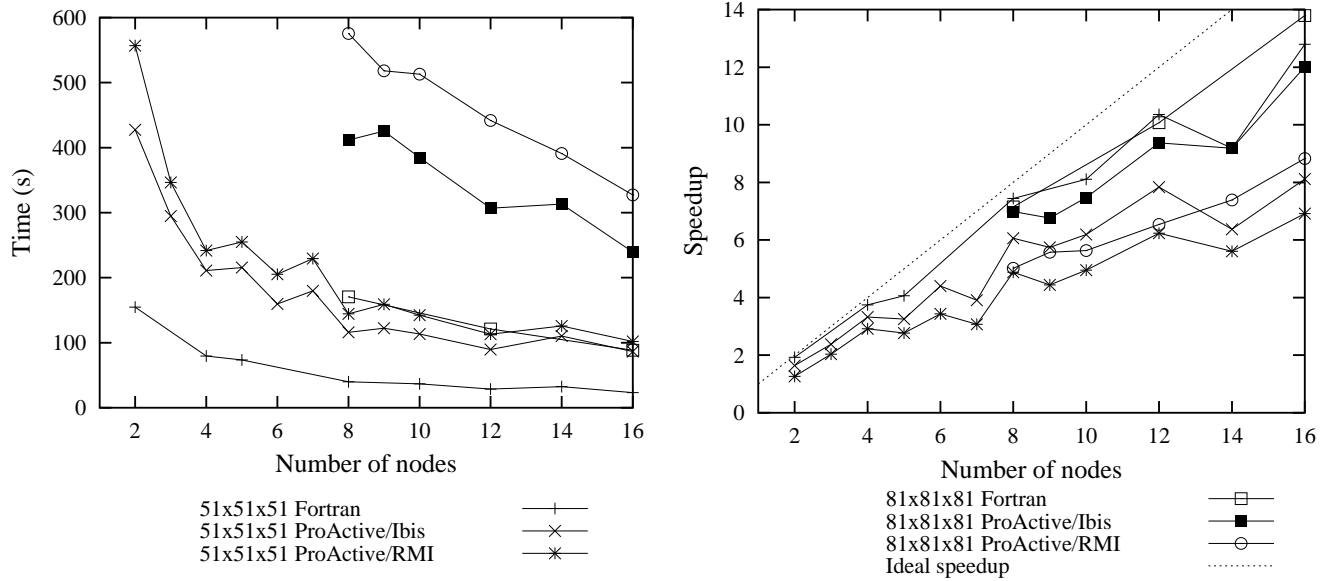 600
500
400
300
200
100
0
Time (s)
2 4 6 8 10 12 14 16
Number of nodes
51x51x51 Fortran
51x51x51 ProActive/Ibis
51x51x51 ProActive/RMI
14
12
10
8
6
4
2
0
Speedup
2 4 6 8 10 12 14 16
Number of nodes
81x81x81 Fortran
81x81x81 ProActive/Ibis
81x81x81 ProActive/RMI
Ideal speedup